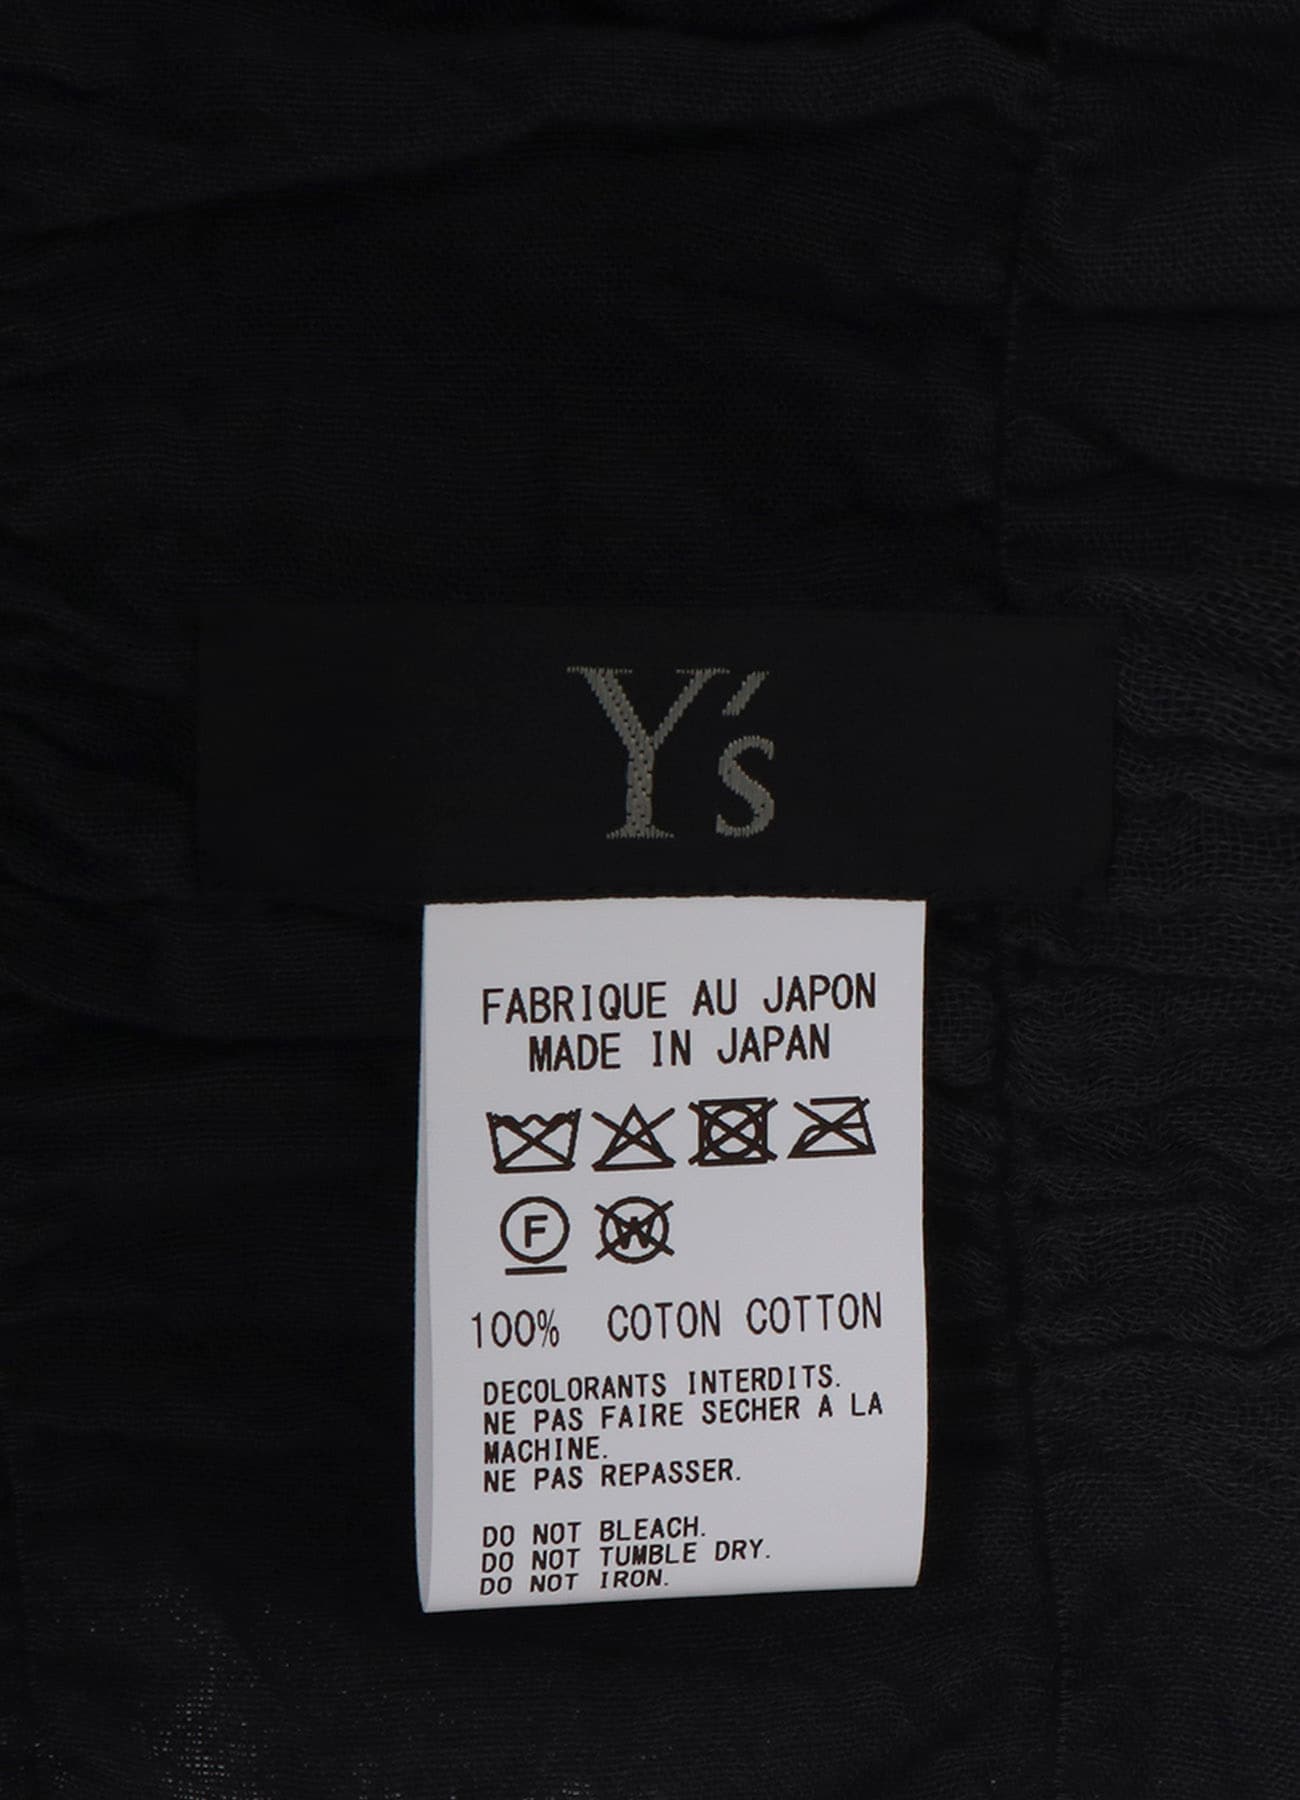 Y's
FABRIQUE AU JAPON
MADE IN JAPAN
F W
100% COTON COTTON
DECOLORANTS INTERDITS.
NE PAS FAIRE SECHER A LA
MACHINE.
NE PAS REPASSER.
DO NOT BLEACH.
DO NOT TUMBLE DRY.
DO NOT IRON.